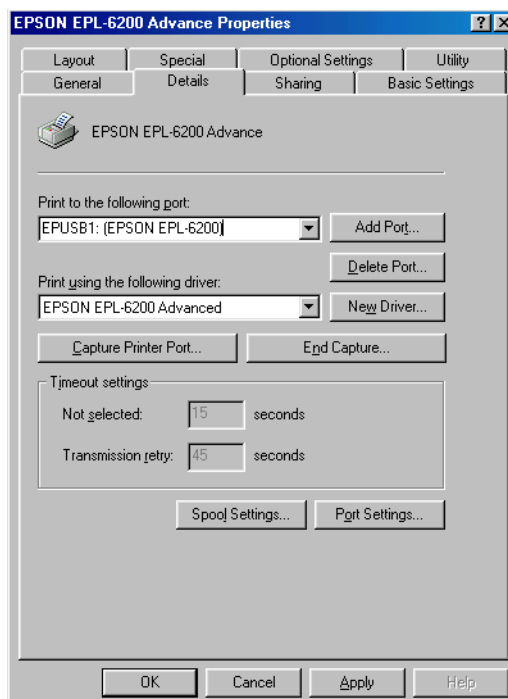 EPSON EPL-6200 Advance Properties ? X
Layout Special Optional Settings Utility
General Details Sharing Basic Settings
EPSON EPL-6200 Advance
Print to the following port:
EPUSB1: (EPSON EPL-6200) Add Port...
Delete Port...
Print using the following driver:
EPSON EPL-6200 Advanced New Driver...
Capture Printer Port... End Capture...
Timeout settings
Not selected: 15 seconds
Transmission retry: 45 seconds
Spool Settings... Port Settings...
OK Cancel Apply Help